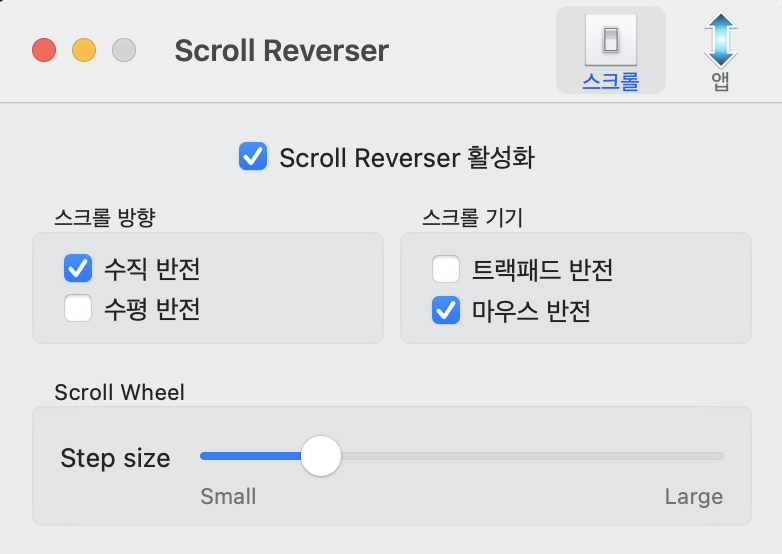 Scroll Reverser
스크롤
앱
Scroll Reverser 활성화
스크롤 방향
수직 반전
수평 반전
스크롤 기기
트랙패드 반전
마우스 반전
Scroll Wheel
Step size
Small
Large